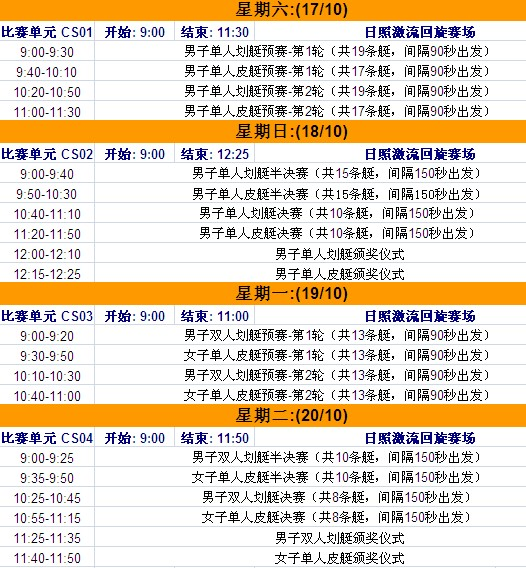 星期六:(17/10)
比赛单元 CS01 开始: 9:00 结束: 11:30 日照激流回旋赛场
9:00-9:30 男子单人划艇预赛-第1轮（共19条艇，间隔90秒出发）
9:40-10:10 男子单人皮艇预赛-第1轮（共17条艇，间隔90秒出发）
10:20-10:50 男子单人划艇预赛-第2轮（共19条艇，间隔90秒出发）
11:00-11:30 男子单人皮艇预赛-第2轮（共17条艇，间隔90秒出发）
星期日:(18/10)
比赛单元 CS02 开始: 9:00 结束: 12:25 日照激流回旋赛场
9:00-9:40 男子单人划艇半决赛（共15条艇，间隔150秒出发）
9:50-10:30 男子单人皮艇半决赛（共15条艇，间隔150秒出发）
10:40-11:10 男子单人划艇决赛（共10条艇，间隔150秒出发）
11:20-11:50 男子单人皮艇决赛（共10条艇，间隔150秒出发）
12:00-12:10 男子单人划艇颁奖仪式
12:15-12:25 男子单人皮艇颁奖仪式
星期一:(19/10)
比赛单元 CS03 开始: 9:00 结束: 11:00 日照激流回旋赛场
9:00-9:20 男子双人划艇预赛-第1轮（共13条艇，间隔90秒出发）
9:30-9:50 女子单人皮艇预赛-第1轮（共13条艇，间隔90秒出发）
10:10-10:30 男子双人划艇预赛-第2轮（共13条艇，间隔90秒出发）
10:40-11:00 女子单人皮艇预赛-第2轮（共13条艇，间隔90秒出发）
星期二:(20/10)
比赛单元 CS04 开始: 9:00 结束: 11:50 日照激流回旋赛场
9:00-9:25 男子双人划艇半决赛（共10条艇，间隔150秒出发）
9:35-9:50 女子单人皮艇半决赛（共10条艇，间隔150秒出发）
10:25-10:45 男子双人划艇决赛（共8条艇，间隔150秒出发）
10:55-11:15 女子单人皮艇决赛（共8条艇，间隔150秒出发）
11:25-11:35 男子双人划艇颁奖仪式
11:40-11:50 女子单人皮艇颁奖仪式